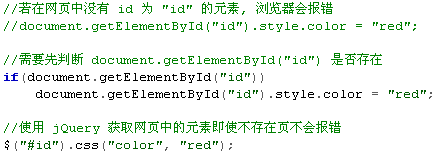 //若在网页中没有 id 为 "id" 的元素, 浏览器会报错
//document.getElementById("id").style.color = "red";
//需要先判断 document.getElementById("id") 是否存在
if(document.getElementById("id"))
document.getElementById("id").style.color = "red";
//使用 jQuery 获取网页中的元素即使不存在页不会报错
$("#id").css("color", "red");